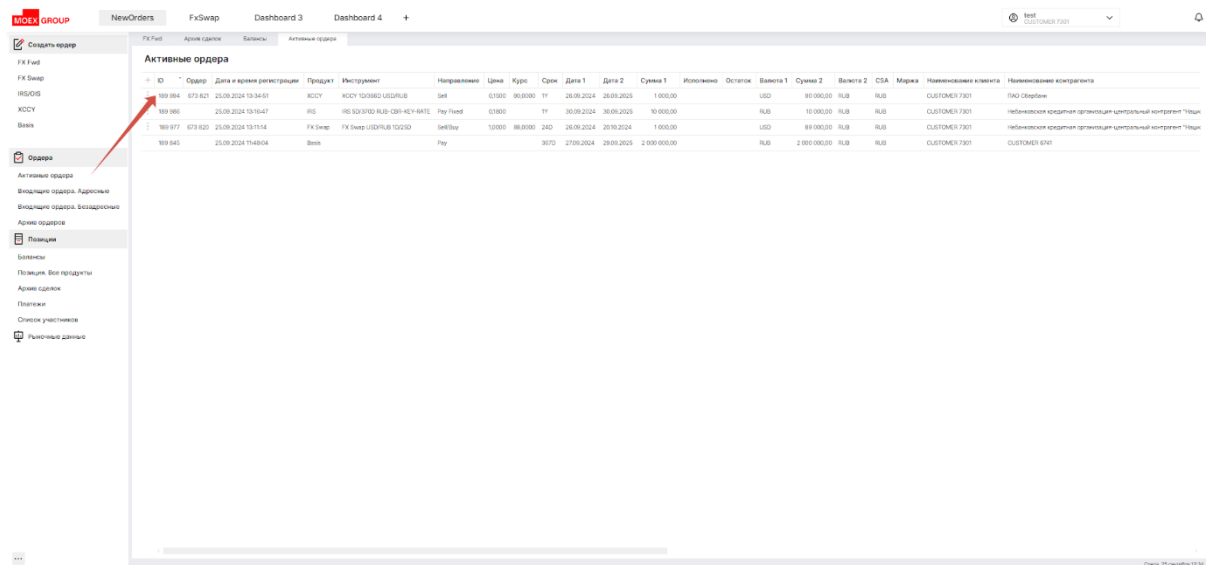 MOEX GROUP
NewOrders FxSwap Dashboard 3 Dashboard 4 +
test
CUSTOMER 7301
Создать ордер
FX Fwd
FX Swap
IRS/OIS
XCCY
Basis
Ордера
Активные ордера
Входящие ордера. Адресные
Входящие ордера. Безадресные
Архив ордеров
Позиции
Балансы
Позиция. Все продукты
Архив сделок
Платежи
Список участников
Рыночные данные
FX Fwd Архив сделок Балансы Активные ордера
Активные ордера
ID Ордер Дата и время регистрации Продукт Инструмент Направление Цена Курс Срок Дата 1 Дата 2 Сумма 1 Исполнено Остаток Валюта 1 Сумма 2 Валюта 2 CSA Маржа Наименование клиента Наименование контрагента
189 994 673 821 25.09.2024 13:34:51 XCCY XCCY 1D/366D USD/RUB Sell 0,1500 90,0000 1Y 26.09.2024 26.09.2025 1 000,00 USD 90 000,00 RUB RUB CUSTOMER 7301 ПАО Сбербанк
189 986 25.09.2024 13:16:47 IRS IRS 5D/370D RUB-CBR-KEY-RATE Pay Fixed 0,1800 30.09.2024 30.09.2025 10 000,00 RUB 10 000,00 RUB RUB CUSTOMER 7301 Небанковская кредитная организация-центральный контрагент "Наци
189 977 673 820 25.09.2024 13:11:14 FX Swap FX Swap USD/RUB 1D/25D Sell/Buy 1,0000 24D 26.09.2024 20.10.2024 1 000,00 USD RUB RUB CUSTOMER 7301 Небанковская кредитная организация-центральный контрагент "Наци
189 845 25.09.2024 11:48:04 Basis Pay 367D 27.09.2024 29.09.2025 2 000 000,00 RUB 2 000 000,00 RUB RUB CUSTOMER 7301 CUSTOMER 6741